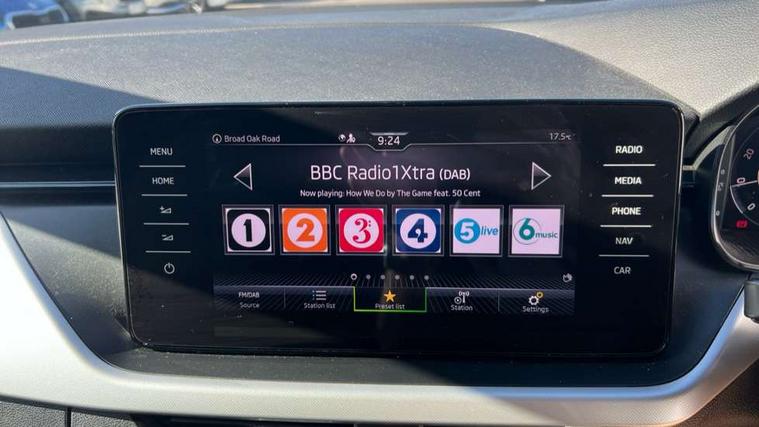 Broad Oak Road
9:24
17.5°C
MENU
HOME
BBC Radio1Xtra (DAB)
Now playing: How We Do by The Game feat. 50 Cent
1
2
3
4
5 live
6 music
FM/DAB
Source
Station list
Preset list
Station
Settings
RADIO
MEDIA
PHONE
NAV
CAR
20
0